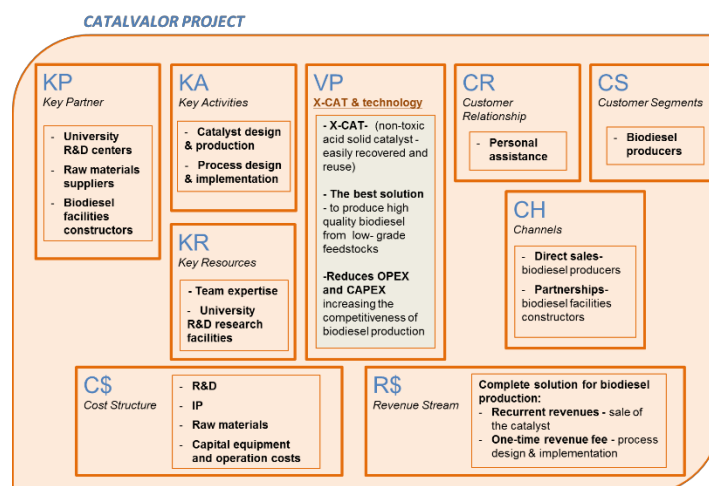 CATALVALOR PROJECT
KP
Key Partner
- University
R&D centers
- Raw materials
suppliers
- Biodiesel
facilities
constructors
KA
Key Activities
- Catalyst design
& production
- Process design &
implementation
KR
Key Resources
- Team expertise
- University
R&D research
facilities
VP
X-CAT & technology
- X-CAT- (non-toxic
acid solid catalyst -
easily recovered and
reuse)
- The best solution
- to produce high
quality biodiesel
from low- grade
feedstocks
-Reduces OPEX
and CAPEX
increasing the
competitiveness of
biodiesel production
CR
Customer
Relationship
- Personal
assistance
CS
Customer Segments
- Biodiesel
producers
CH
Channels
- Direct sales-
biodiesel producers
- Partnerships-
biodiesel facilities
constructors
C$
Cost Structure
- R&D
- IP
- Raw materials
- Capital equipment
and operation costs
R$
Revenue Stream
Complete solution for biodiesel
production:
- Recurrent revenues - sale of
the catalyst
- One-time revenue fee - process
design & implementation